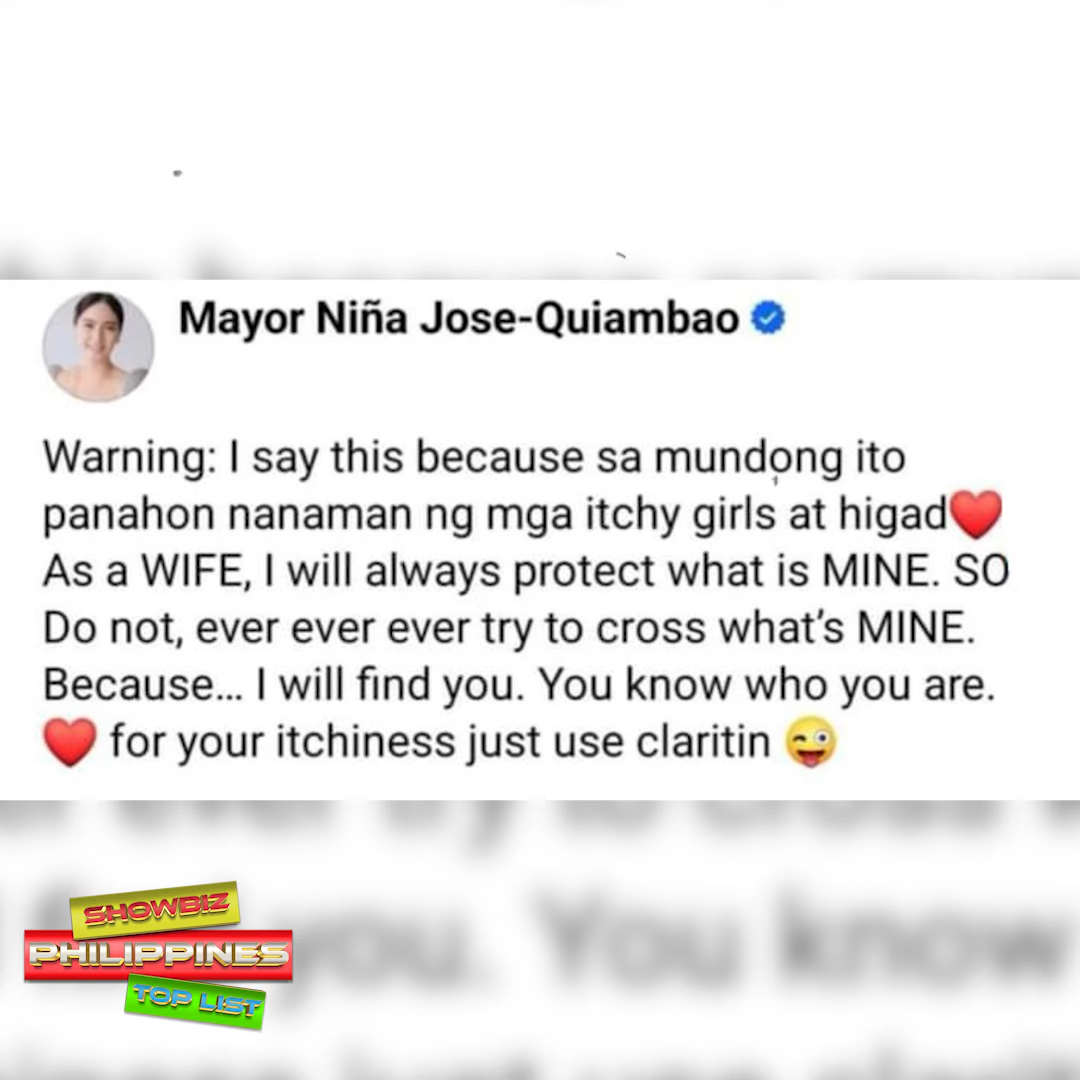 Mayor Niña Jose-Quiambao
Warning: I say this because sa mundong ito
panahon nanaman ng mga itchy girls at higad❤️
As a WIFE, I will always protect what is MINE. SO
Do not, ever ever ever try to cross what's MINE.
Because... I will find you. You know who you are.
❤️ for your itchiness just use claritin 😜
SHOWBIZ
PHILIPPINES
TOP LIST